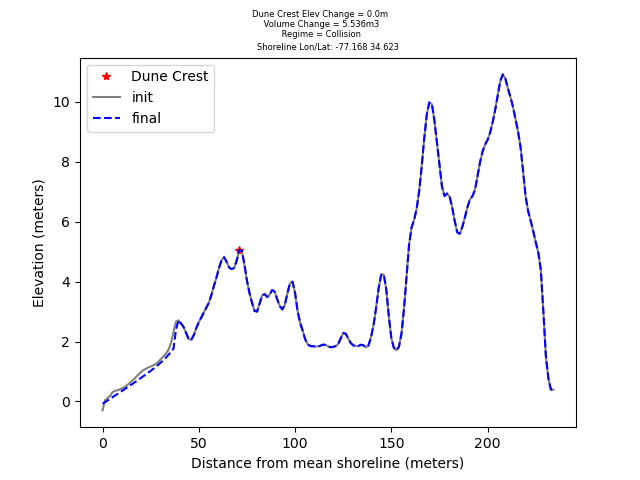 Dune Crest Elev Change = 0.0m
Volume Change = 5.536m3
Regime = Collision
Shoreline Lon/Lat: -77.168 34.623
Dune Crest
init
final
Elevation (meters)
10
8
6
4
2
0
0
50
100
150
200
Distance from mean shoreline (meters)